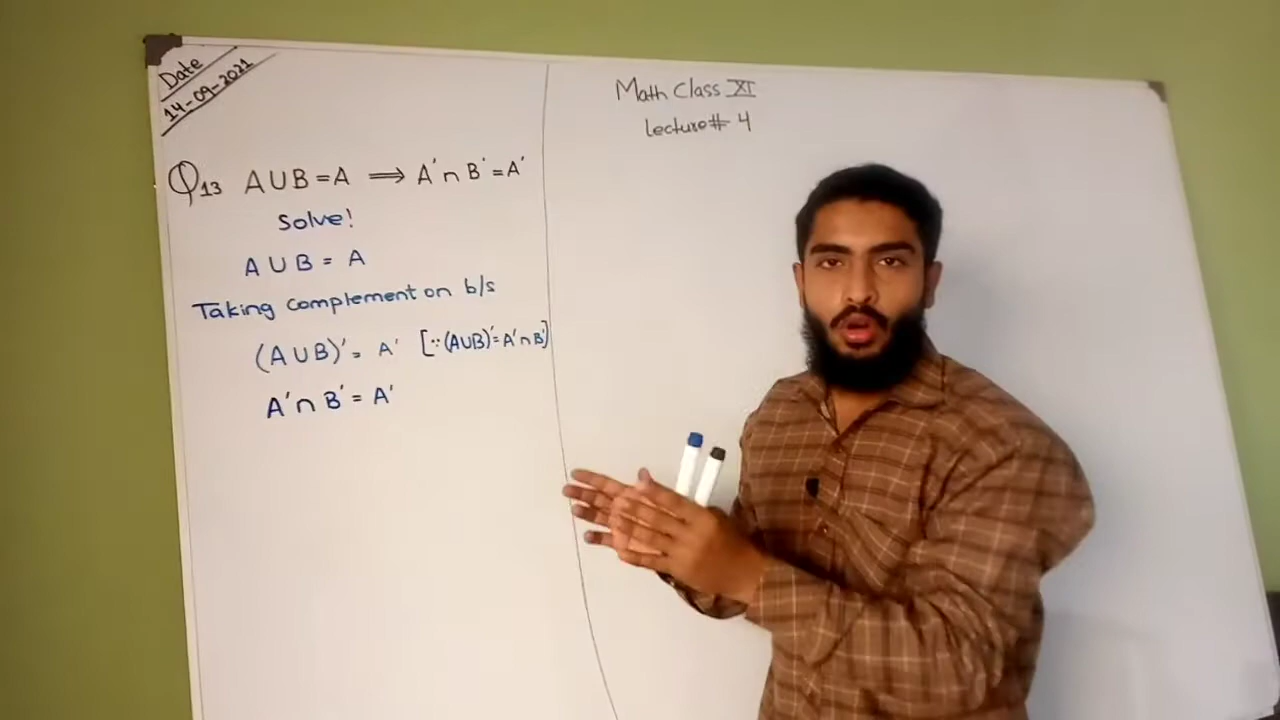 Date
14-09-2021
Math Class XI
Lecture# 4
Q13 A∪B=A ⟹ A'∩B'=A'
Solve!
A∪B = A
Taking complement on b/s
(A∪B)' = A' [∵(A∪B)'=A'∩B']
A'∩B' = A'